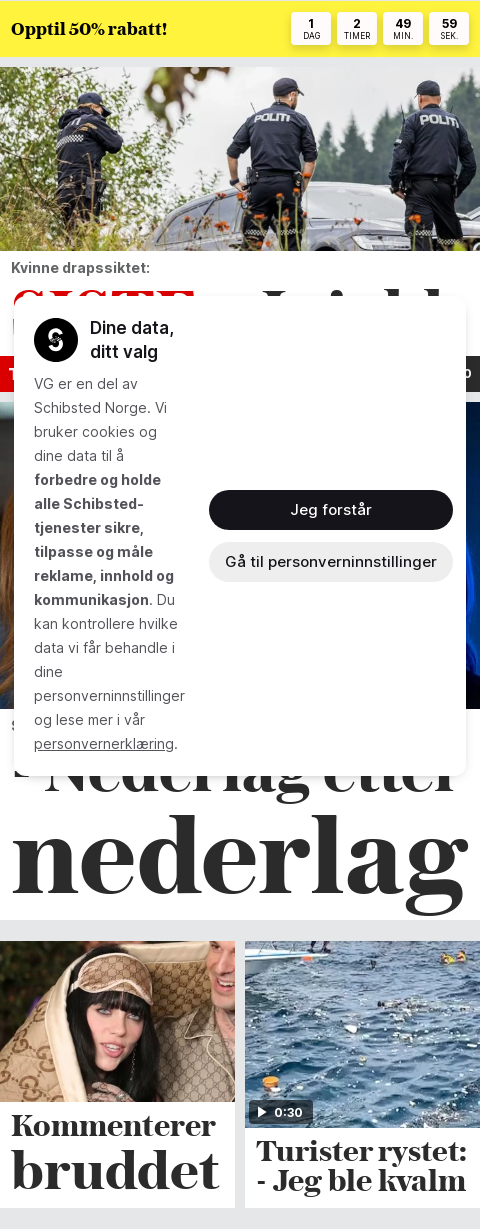 Opptil 50% rabatt!
1 2 49 59
DAG TIMER MIN. SEK.
POLITI POLITI
Kvinne drapssiktet:
Dine data,
ditt valg
VG er en del av
Schibsted Norge. Vi
bruker cookies og
dine data til å
forbedre og holde
alle Schibsted-
tjenester sikre,
tilpasse og måle
reklame, innhold og
kommunikasjon. Du
kan kontrollere hvilke
data vi får behandle i
dine
personverninnstillinger
og lese mer i vår
personvernerklæring.
Jeg forstår
Gå til personverninnstillinger
- Nederlag etter
nederlag
Kommenterer
bruddet
0:30
Turister rystet:
- Jeg ble kvalm